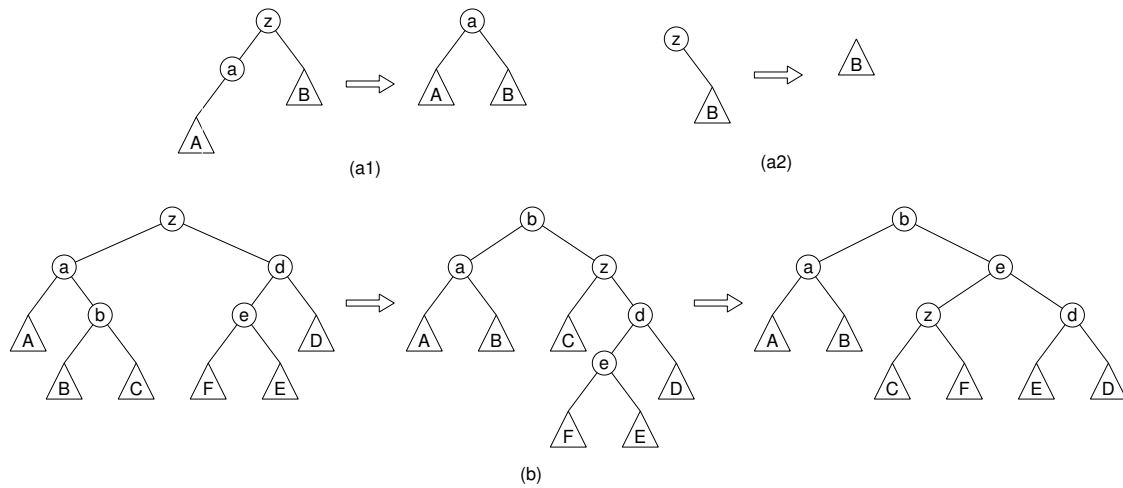 z a z
a B A B B
A B
(a1) (a2)
z b b
a d a z a e
b e d z d
A D A B C A B
e
B C F E D C F E D
F E
(b)